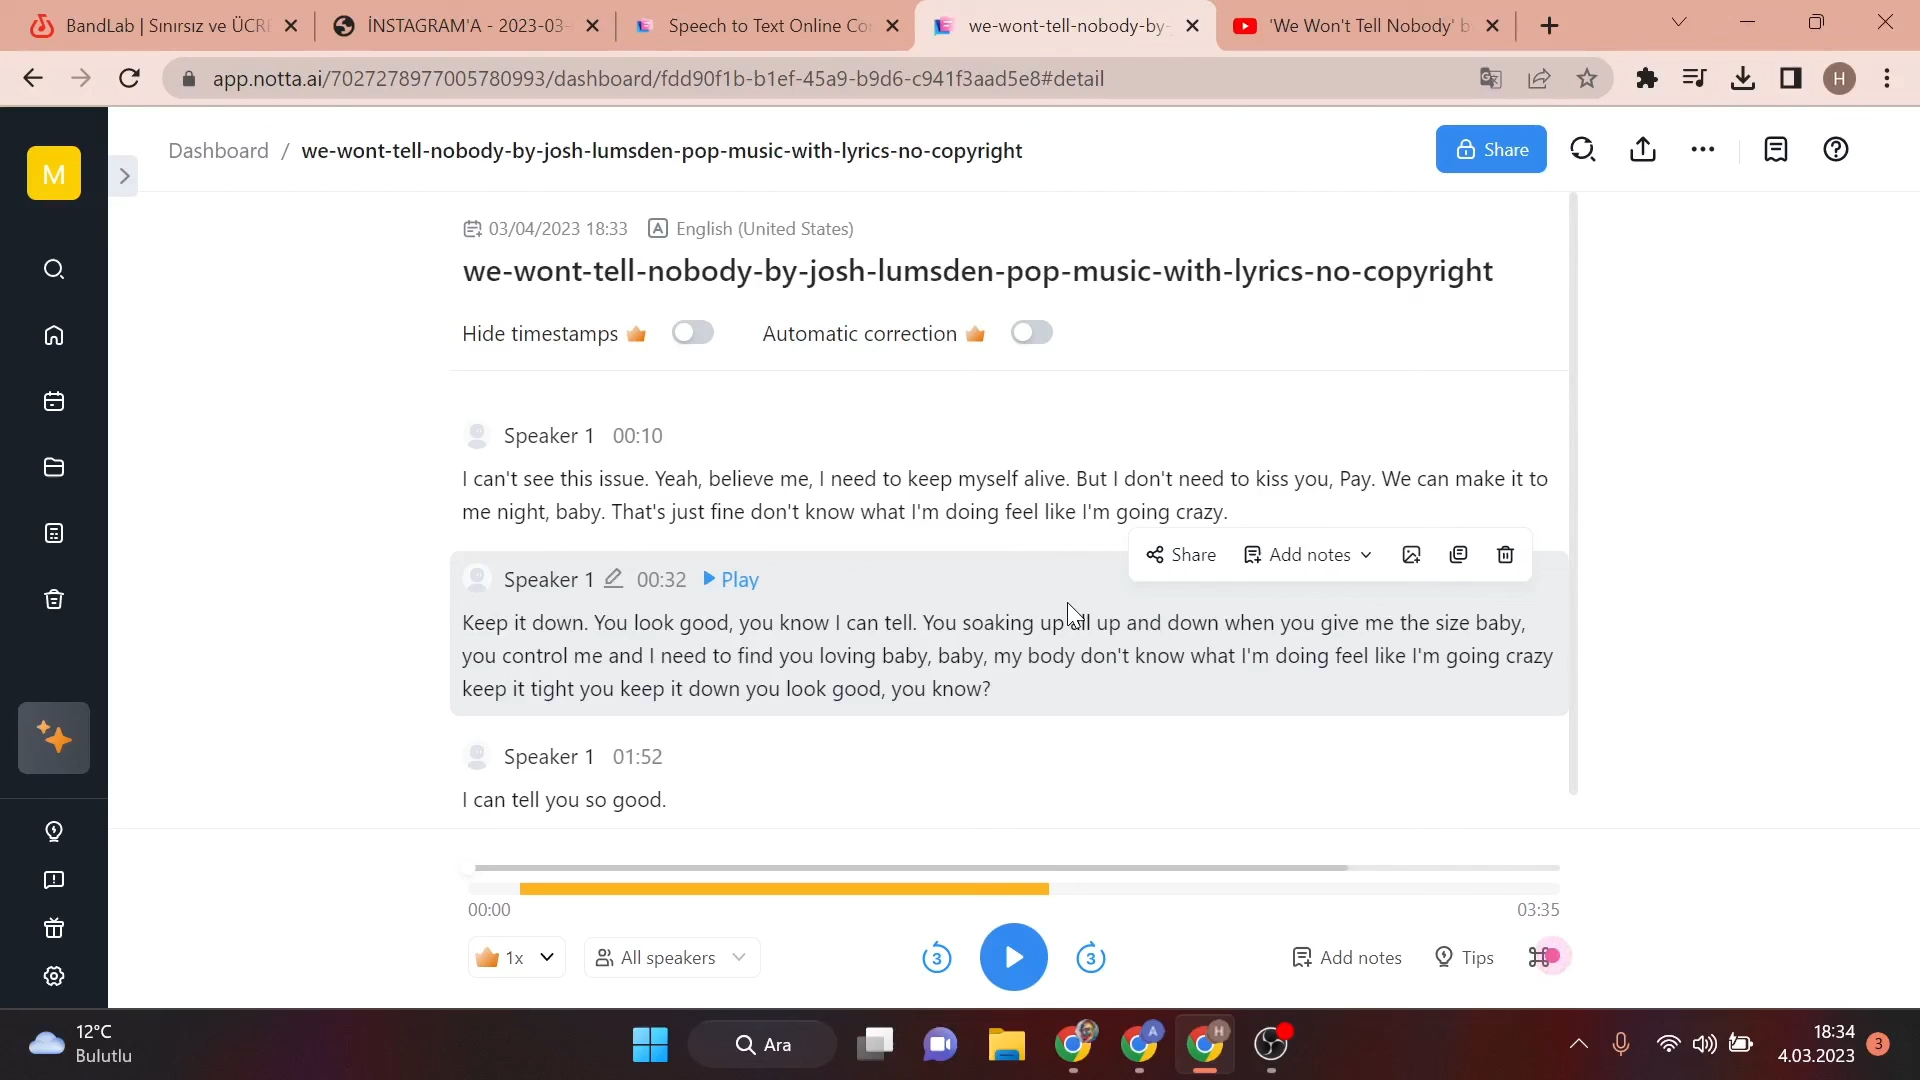 BandLab | Sınırsız ve ÜCR
İNSTAGRAM'A - 2023-03-
Speech to Text Online Co
we-wont-tell-nobody-by-
'We Won't Tell Nobody' b
app.notta.ai/7027278977005780993/dashboard/fdd90f1b-b1ef-45a9-b9d6-c941f3aad5e8#detail
H
M
Dashboard / we-wont-tell-nobody-by-josh-lumsden-pop-music-with-lyrics-no-copyright
Share
03/04/2023 18:33 A English (United States)
we-wont-tell-nobody-by-josh-lumsden-pop-music-with-lyrics-no-copyright
Hide timestamps
Automatic correction
Speaker 1 00:10
I can't see this issue. Yeah, believe me, I need to keep myself alive. But I don't need to kiss you, Pay. We can make it to
me night, baby. That's just fine don't know what I'm doing feel like I'm going crazy.
Share Add notes
Speaker 1 00:32 Play
Keep it down. You look good, you know I can tell. You soaking up all up and down when you give me the size baby,
you control me and I need to find you loving baby, baby, my body don't know what I'm doing feel like I'm going crazy
keep it tight you keep it down you look good, you know?
Speaker 1 01:52
I can tell you so good.
00:00
03:35
1x
All speakers
3
3
Add notes
Tips
12°C
Bulutlu
Ara
A
H
18:34
4.03.2023
3